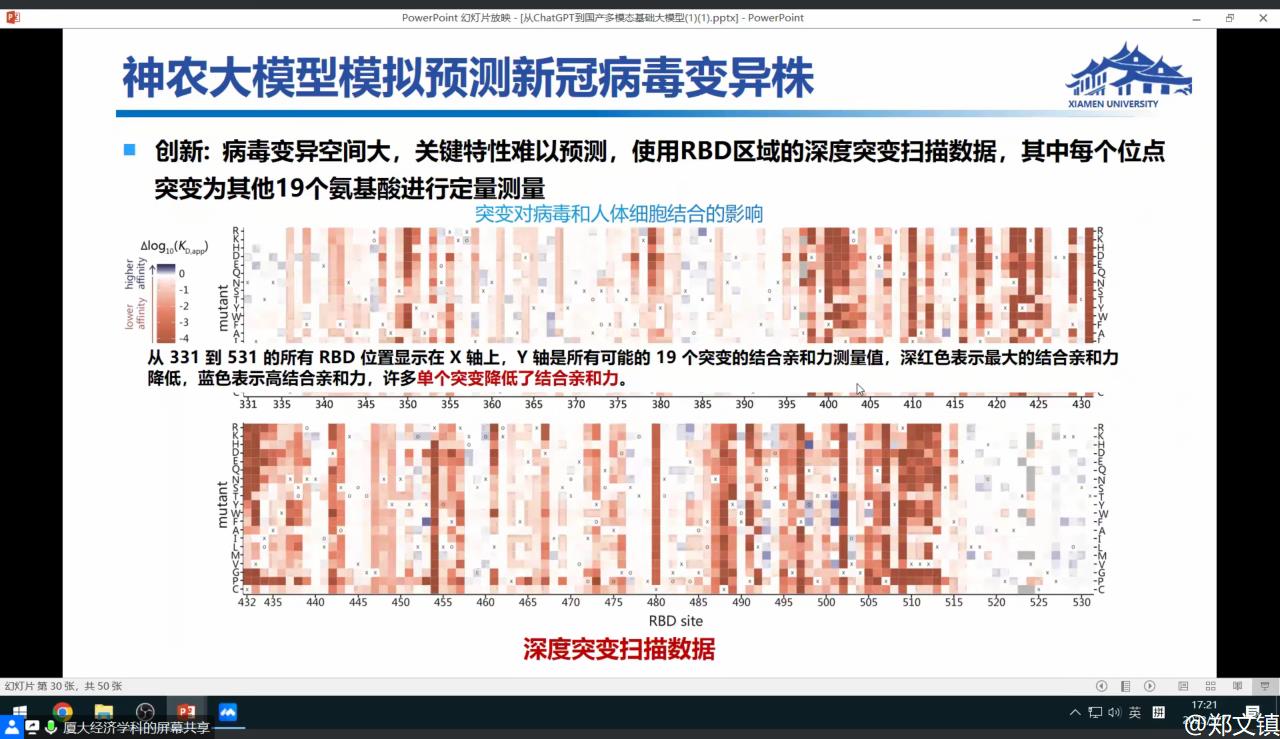 PowerPoint 幻灯片放映 - [从ChatGPT到国产多模态基础大模型(1)(1).pptx] - PowerPoint
神农大模型模拟预测新冠病毒变异株
XIAMEN UNIVERSITY
创新: 病毒变异空间大，关键特性难以预测，使用RBD区域的深度突变扫描数据，其中每个位点
突变为其他19个氨基酸进行定量测量
突变对病毒和人体细胞结合的影响
Δlog10(KD,app)
higher affinity
lower affinity
0
-1
-2
-3
-4
mutant
R K H D E Q N S T Y W F A I
R K H D E Q N S T Y W F A I
从 331 到 531 的所有 RBD 位置显示在 X 轴上，Y 轴是所有可能的 19 个突变的结合亲和力测量值，深红色表示最大的结合亲和力
降低，蓝色表示高结合亲和力，许多单个突变降低了结合亲和力。
331 335 340 345 350 355 360 365 370 375 380 385 390 395 400 405 410 415 420 425 430
mutant
R K H D E Q N S T Y W F A I L M V G P C
R K H D E Q N S T Y W F A I L M V G P C
432 435 440 445 450 455 460 465 470 475 480 485 490 495 500 505 510 515 520 525 530
RBD site
深度突变扫描数据
幻灯片 第 30 张，共 50 张
英 拼 17:21
厦大经济学科的屏幕共享
@郑文镇